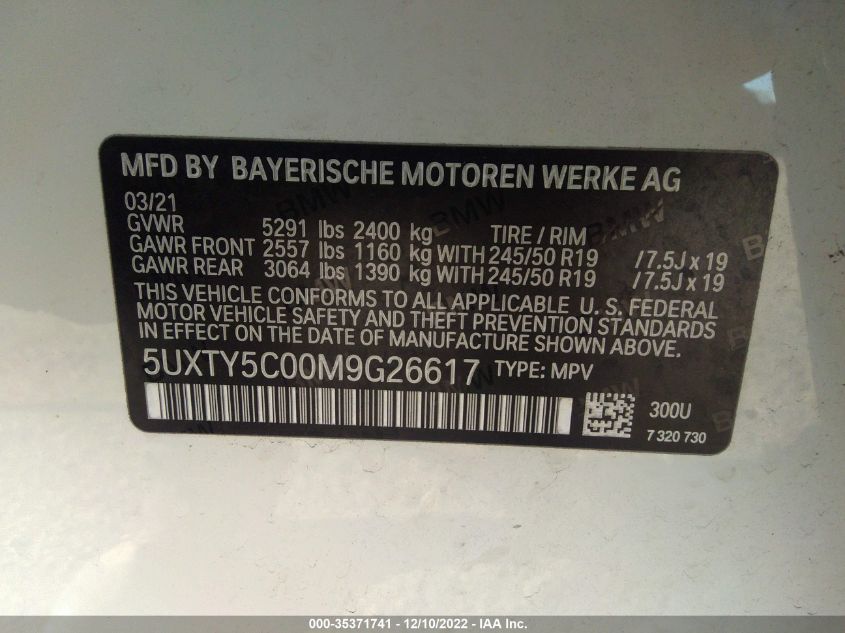 MFD BY BAYERISCHE MOTOREN WERKE AG
03/21
GVWR 5291 lbs 2400 kg TIRE / RIM
GAWR FRONT 2557 lbs 1160 kg WITH 245/50 R19 /7.5J x 19
GAWR REAR 3064 lbs 1390 kg WITH 245/50 R19 /7.5J x 19
THIS VEHICLE CONFORMS TO ALL APPLICABLE U. S. FEDERAL
MOTOR VEHICLE SAFETY AND THEFT PREVENTION STANDARDS
IN EFFECT ON THE DATE OF MANUFACTURE SHOWN ABOVE.
5UXTY5C00M9G26617 TYPE: MPV
300U
7 320 730
000-35371741 - 12/10/2022 - IAA Inc.